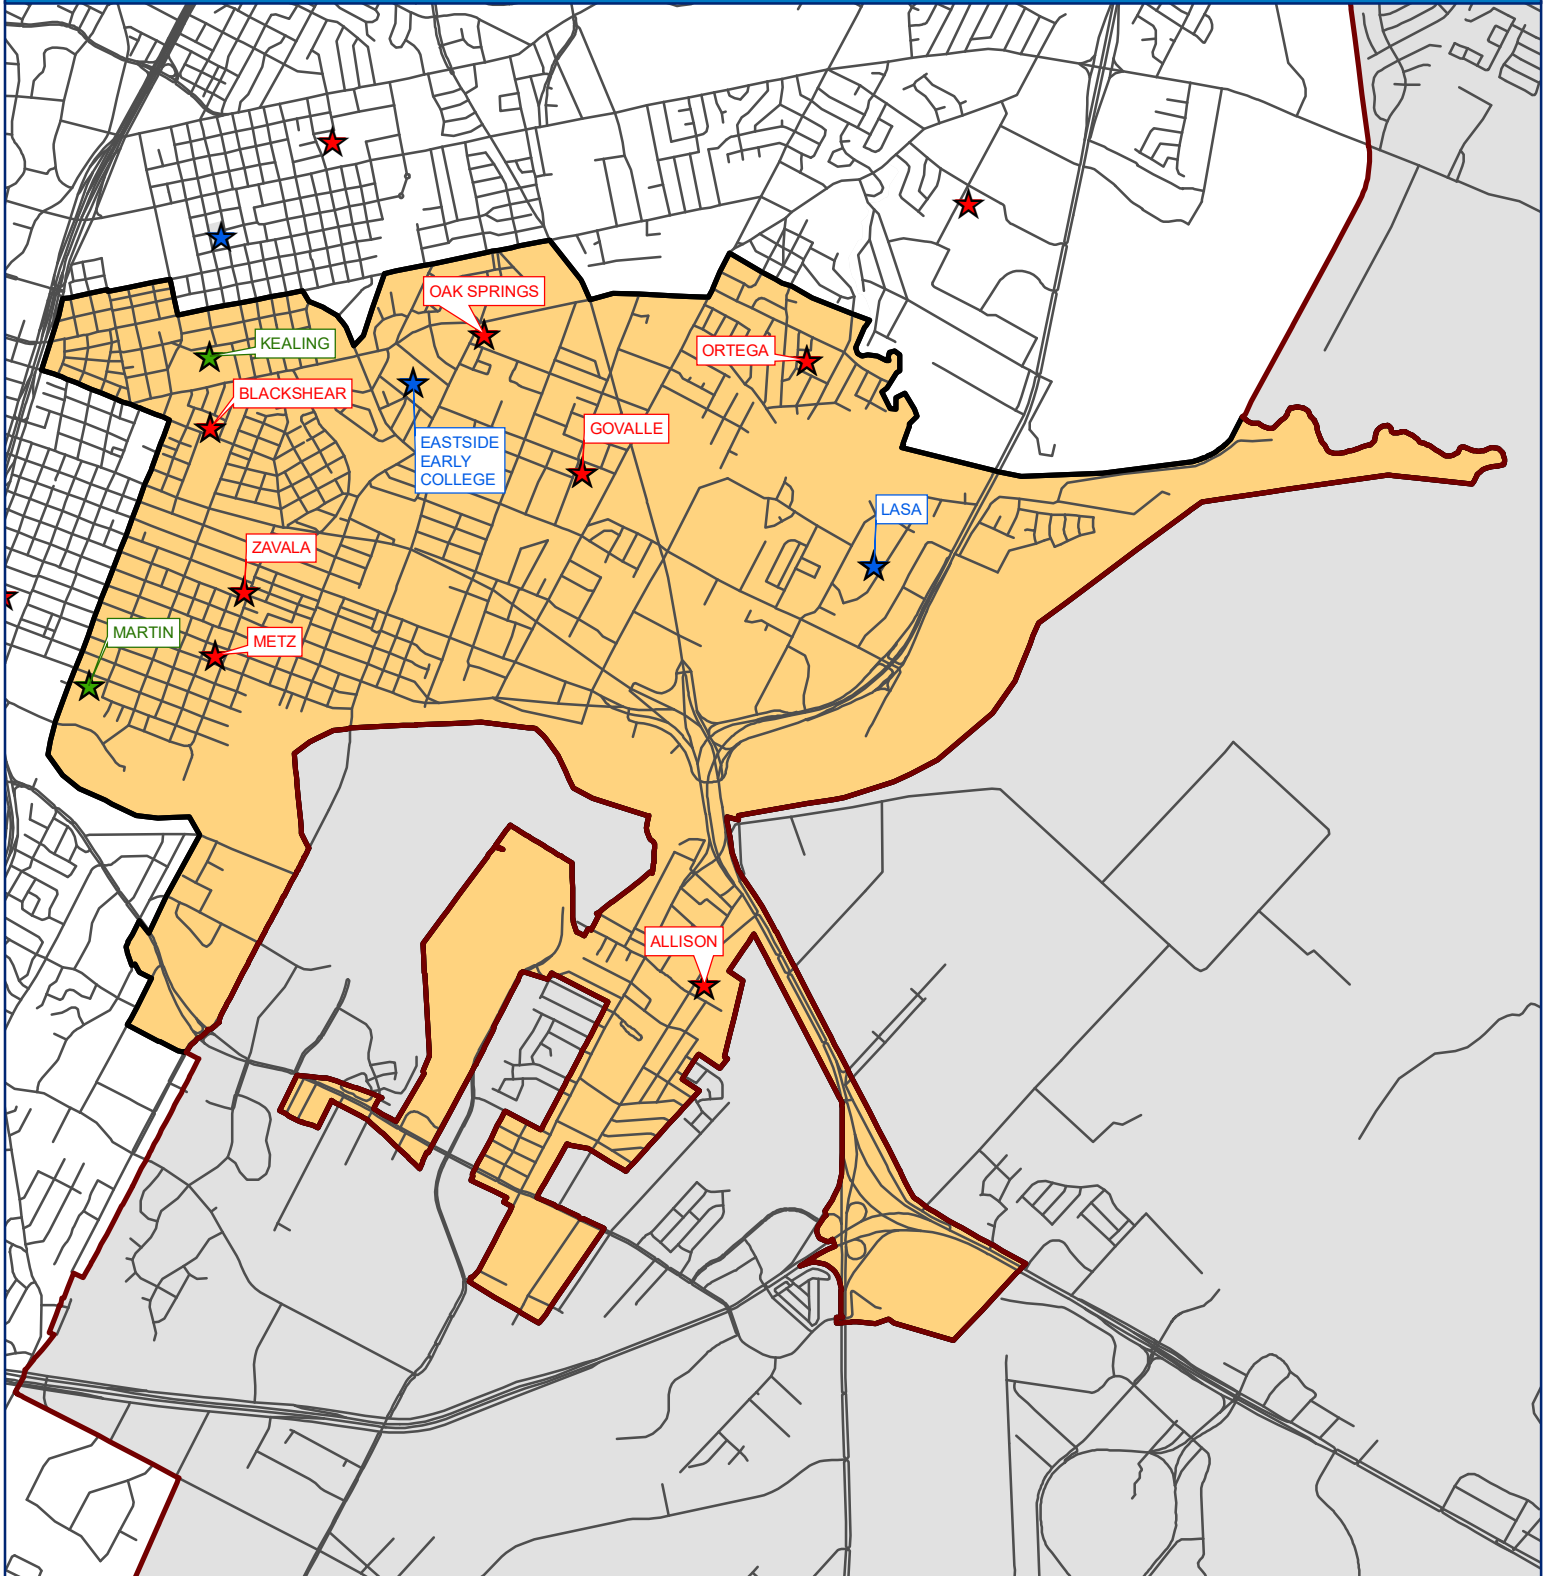 OAK SPRINGS
KEALING
ORTEGA
BLACKSHEAR
GOVALLE
EASTSIDE
EARLY
COLLEGE
LASA
ZAVALA
MARTIN
METZ
ALLISON